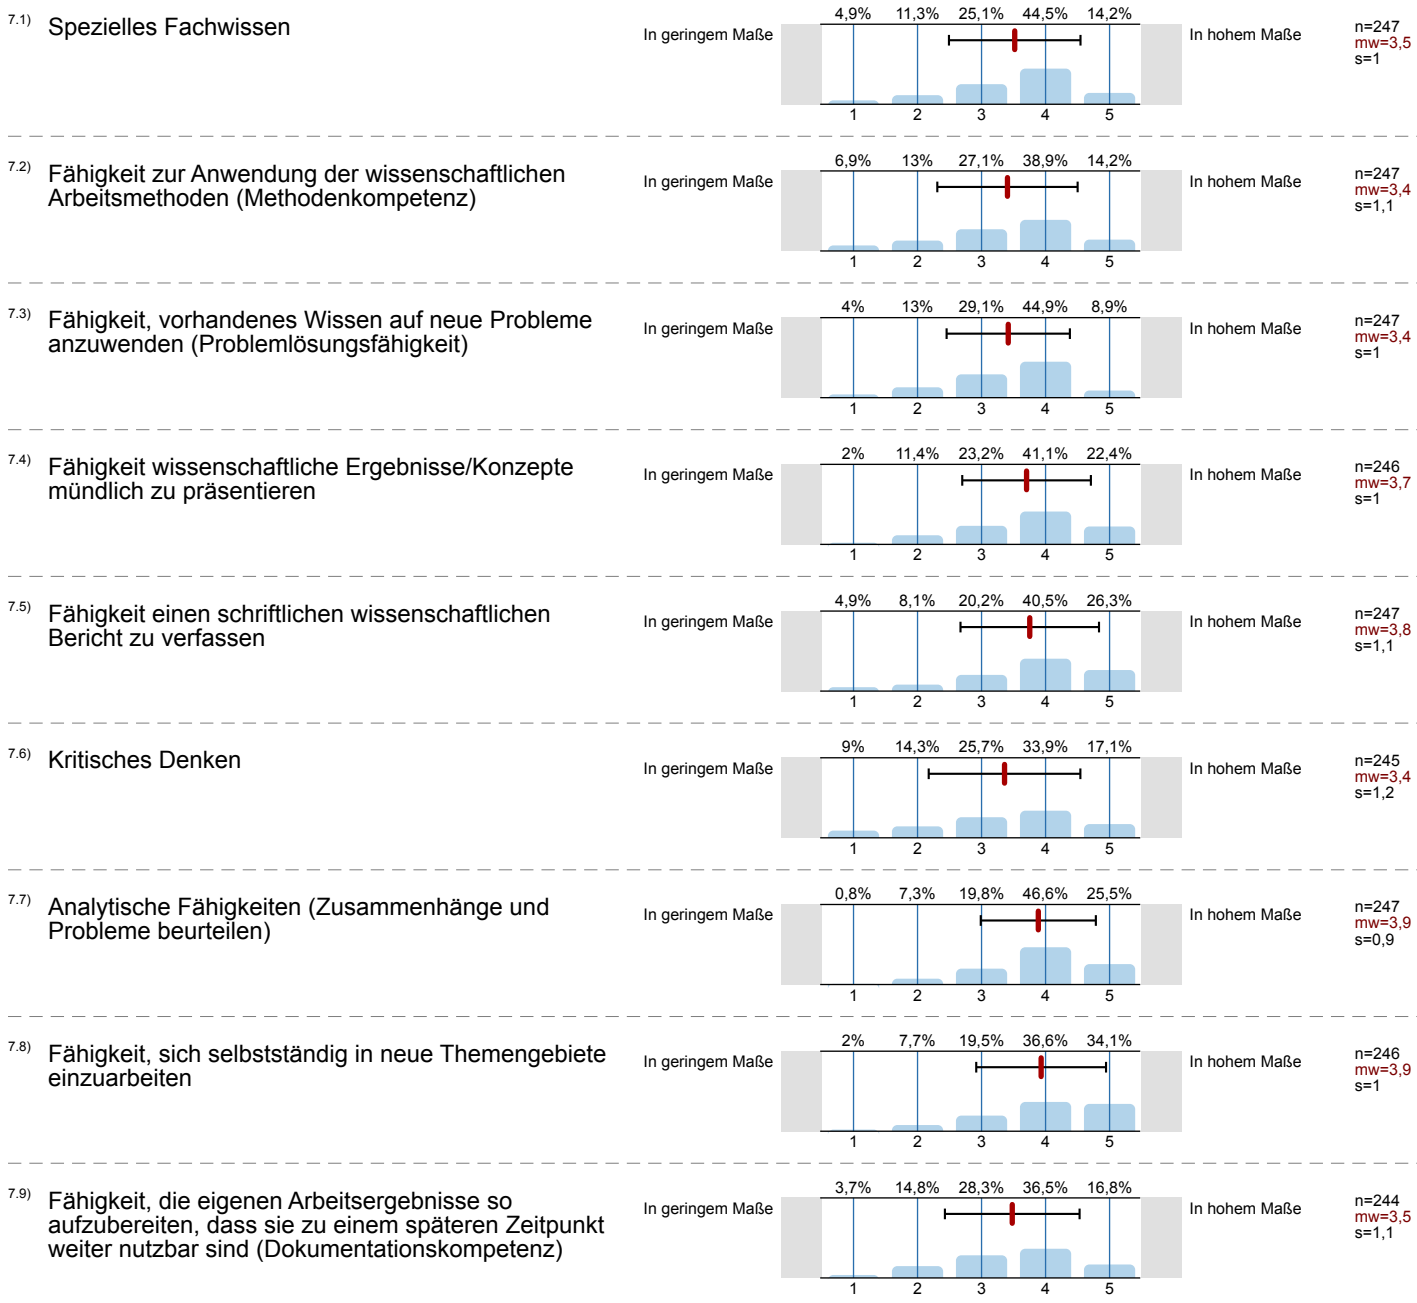 7.1) Spezielles Fachwissen
In geringem Maße
4,9% 11,3% 25,1% 44,5% 14,2%
1 2 3 4 5
In hohem Maße
n=247
mw=3,5
s=1
7.2) Fähigkeit zur Anwendung der wissenschaftlichen
Arbeitsmethoden (Methodenkompetenz)
In geringem Maße
6,9% 13% 27,1% 38,9% 14,2%
1 2 3 4 5
In hohem Maße
n=247
mw=3,4
s=1,1
7.3) Fähigkeit, vorhandenes Wissen auf neue Probleme
anzuwenden (Problemlösungsfähigkeit)
In geringem Maße
4% 13% 29,1% 44,9% 8,9%
1 2 3 4 5
In hohem Maße
n=247
mw=3,4
s=1
7.4) Fähigkeit wissenschaftliche Ergebnisse/Konzepte
mündlich zu präsentieren
In geringem Maße
2% 11,4% 23,2% 41,1% 22,4%
1 2 3 4 5
In hohem Maße
n=246
mw=3,7
s=1
7.5) Fähigkeit einen schriftlichen wissenschaftlichen
Bericht zu verfassen
In geringem Maße
4,9% 8,1% 20,2% 40,5% 26,3%
1 2 3 4 5
In hohem Maße
n=247
mw=3,8
s=1,1
7.6) Kritisches Denken
In geringem Maße
9% 14,3% 25,7% 33,9% 17,1%
1 2 3 4 5
In hohem Maße
n=245
mw=3,4
s=1,2
7.7) Analytische Fähigkeiten (Zusammenhänge und
Probleme beurteilen)
In geringem Maße
0,8% 7,3% 19,8% 46,6% 25,5%
1 2 3 4 5
In hohem Maße
n=247
mw=3,9
s=0,9
7.8) Fähigkeit, sich selbstständig in neue Themengebiete
einzuarbeiten
In geringem Maße
2% 7,7% 19,5% 36,6% 34,1%
1 2 3 4 5
In hohem Maße
n=246
mw=3,9
s=1
7.9) Fähigkeit, die eigenen Arbeitsergebnisse so
aufzubereiten, dass sie zu einem späteren Zeitpunkt
weiter nutzbar sind (Dokumentationskompetenz)
In geringem Maße
3,7% 14,8% 28,3% 36,5% 16,8%
1 2 3 4 5
In hohem Maße
n=244
mw=3,5
s=1,1